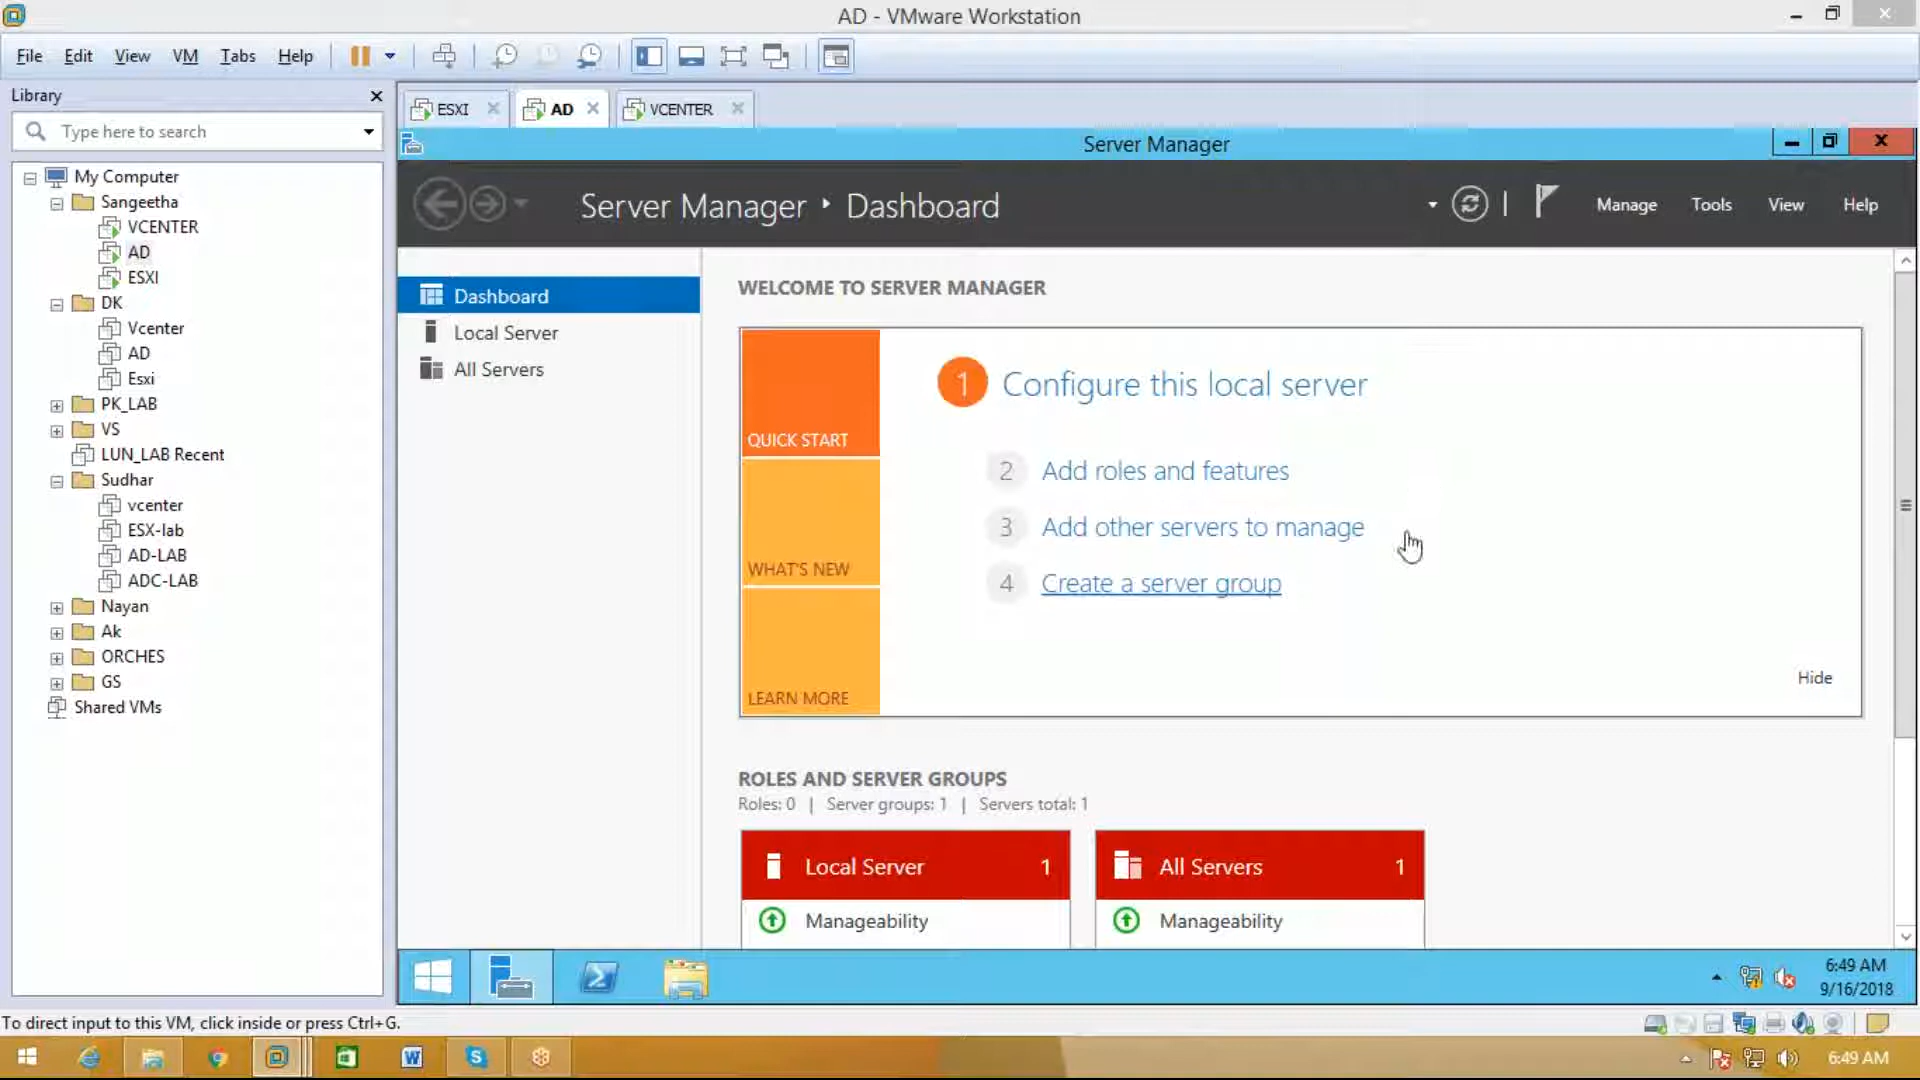 AD - VMware Workstation
File Edit View VM Tabs Help
Library
Type here to search
My Computer
Sangeetha
VCENTER
AD
ESXI
DK
Vcenter
AD
Esxi
PK_LAB
VS
LUN_LAB Recent
Sudhar
vcenter
ESX-lab
AD-LAB
ADC-LAB
Nayan
Ak
ORCHES
GS
Shared VMs
ESXI AD VCENTER
Server Manager
Server Manager Dashboard
Manage Tools View Help
Dashboard
Local Server
All Servers
WELCOME TO SERVER MANAGER
QUICK START
WHAT'S NEW
LEARN MORE
1 Configure this local server
2 Add roles and features
3 Add other servers to manage
4 Create a server group
Hide
ROLES AND SERVER GROUPS
Roles: 0 | Server groups: 1 | Servers total: 1
Local Server 1
Manageability
All Servers 1
Manageability
6:49 AM
9/16/2018
To direct input to this VM, click inside or press Ctrl+G.
6:49 AM